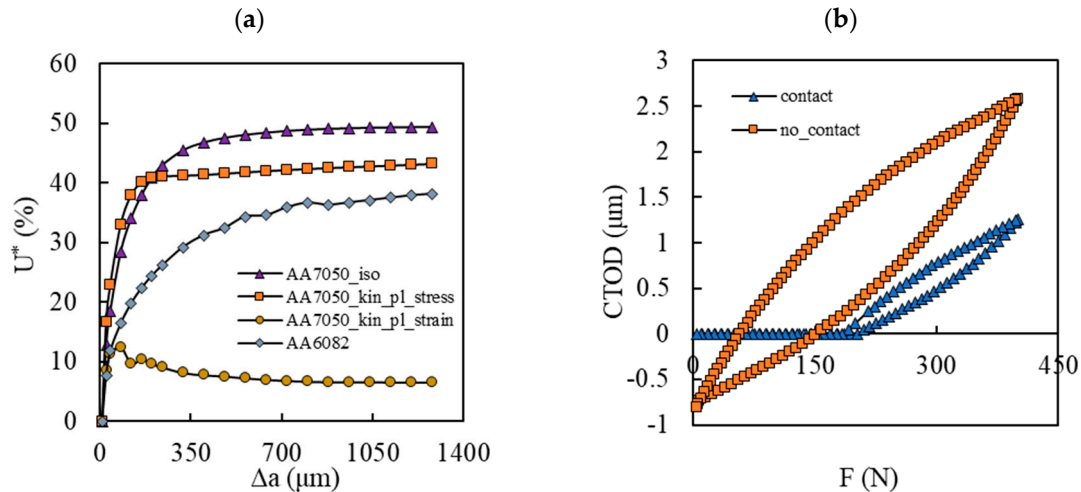 (a)
60
50
40
30
20
10
0
U* (%)
AA7050_iso
AA7050_kin_pl_stress
AA7050_kin_pl_strain
AA6082
0 350 700 1050 1400
Δa (μm)
(b)
3
2.5
2
1.5
1
0.5
0
-0.5
-1
CTOD (μm)
contact
no_contact
0 150 300 450
F (N)